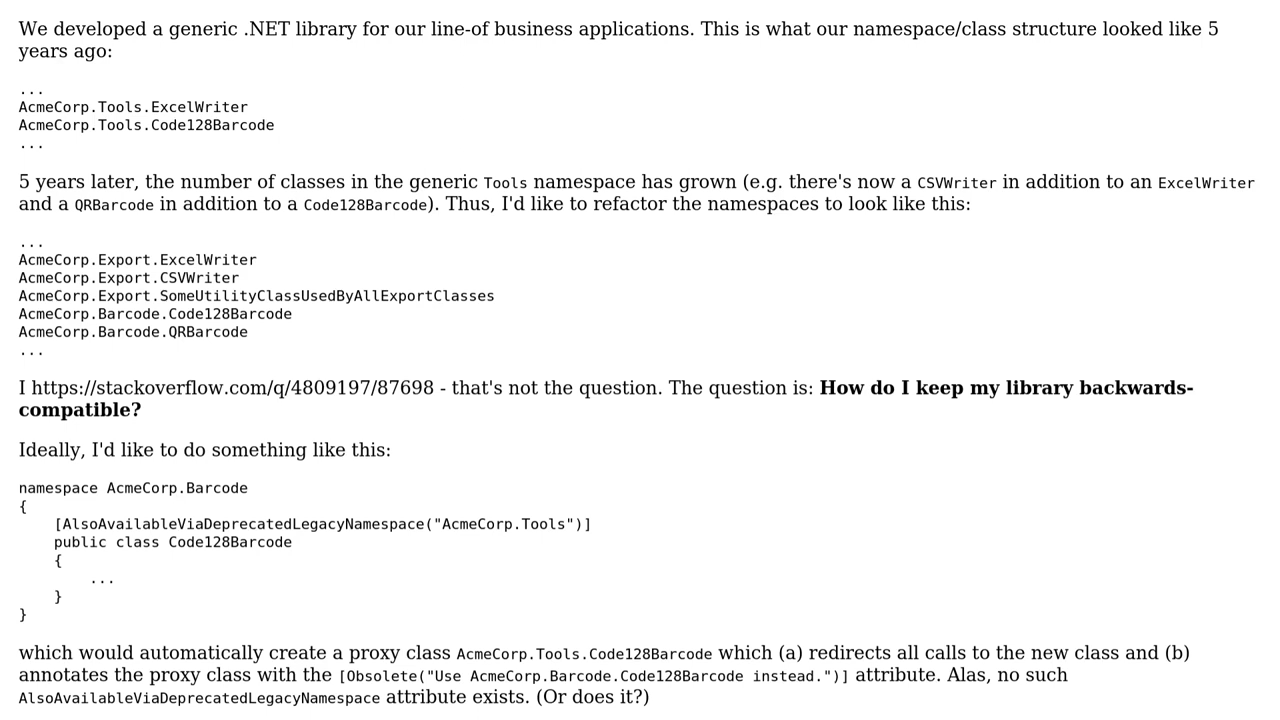 We developed a generic .NET library for our line-of business applications. This is what our namespace/class structure looked like 5
years ago:
...
AcmeCorp.Tools.ExcelWriter
AcmeCorp.Tools.Code128Barcode
...
5 years later, the number of classes in the generic Tools namespace has grown (e.g. there's now a CSVWriter in addition to an ExcelWriter
and a QRBarcode in addition to a Code128Barcode). Thus, I'd like to refactor the namespaces to look like this:
...
AcmeCorp.Export.ExcelWriter
AcmeCorp.Export.CSVWriter
AcmeCorp.Export.SomeUtilityClassUsedByAllExportClasses
AcmeCorp.Barcode.Code128Barcode
AcmeCorp.Barcode.QRBarcode
...
I https://stackoverflow.com/q/4809197/87698 - that's not the question. The question is: How do I keep my library backwards-
compatible?
Ideally, I'd like to do something like this:
namespace AcmeCorp.Barcode
{
    [AlsoAvailableViaDeprecatedLegacyNamespace("AcmeCorp.Tools")]
    public class Code128Barcode
    {
        ...
    }
}
which would automatically create a proxy class AcmeCorp.Tools.Code128Barcode which (a) redirects all calls to the new class and (b)
annotates the proxy class with the [Obsolete("Use AcmeCorp.Barcode.Code128Barcode instead.")] attribute. Alas, no such
AlsoAvailableViaDeprecatedLegacyNamespace attribute exists. (Or does it?)